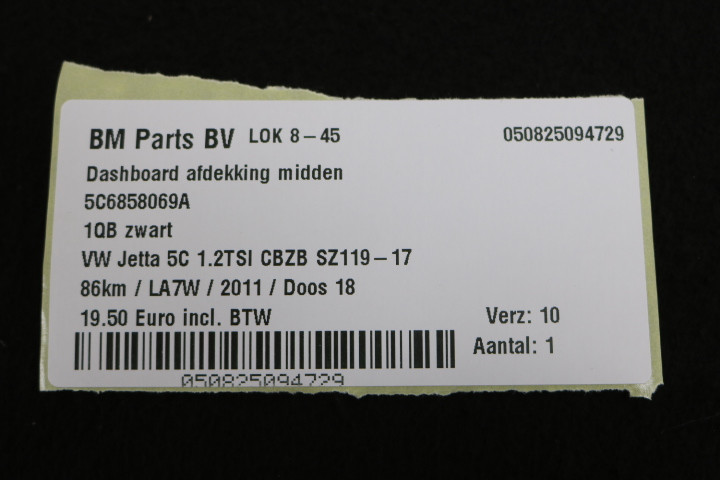 BM Parts BV LOK 8-45 050825094729
Dashboard afdekking midden
5C6858069A
1QB zwart
VW Jetta 5C 1.2TSI CBZB SZ119-17
86km / LA7W / 2011 / Doos 18
19.50 Euro incl. BTW Verz: 10
Aantal: 1
050825094729